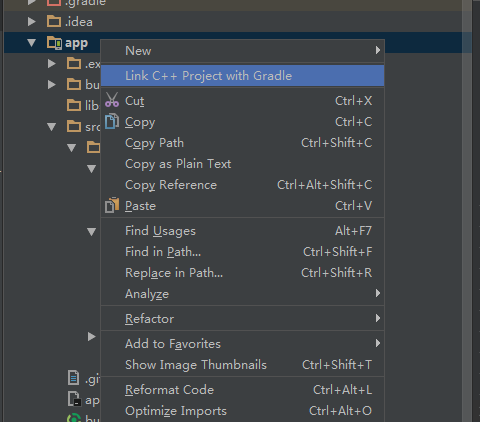 .gradle
.idea
app
New
.ex
Link C++ Project with Gradle
bu
Cut Ctrl+X
lib
Copy Ctrl+C
src
Copy Path Ctrl+Shift+C
Copy as Plain Text
Copy Reference Ctrl+Alt+Shift+C
Paste Ctrl+V
Find Usages Alt+F7
Find in Path... Ctrl+Shift+F
Replace in Path... Ctrl+Shift+R
Analyze
Refactor
Add to Favorites
Show Image Thumbnails Ctrl+Shift+T
.gi
Reformat Code Ctrl+Alt+L
ap
Optimize Imports Ctrl+Alt+O
bu